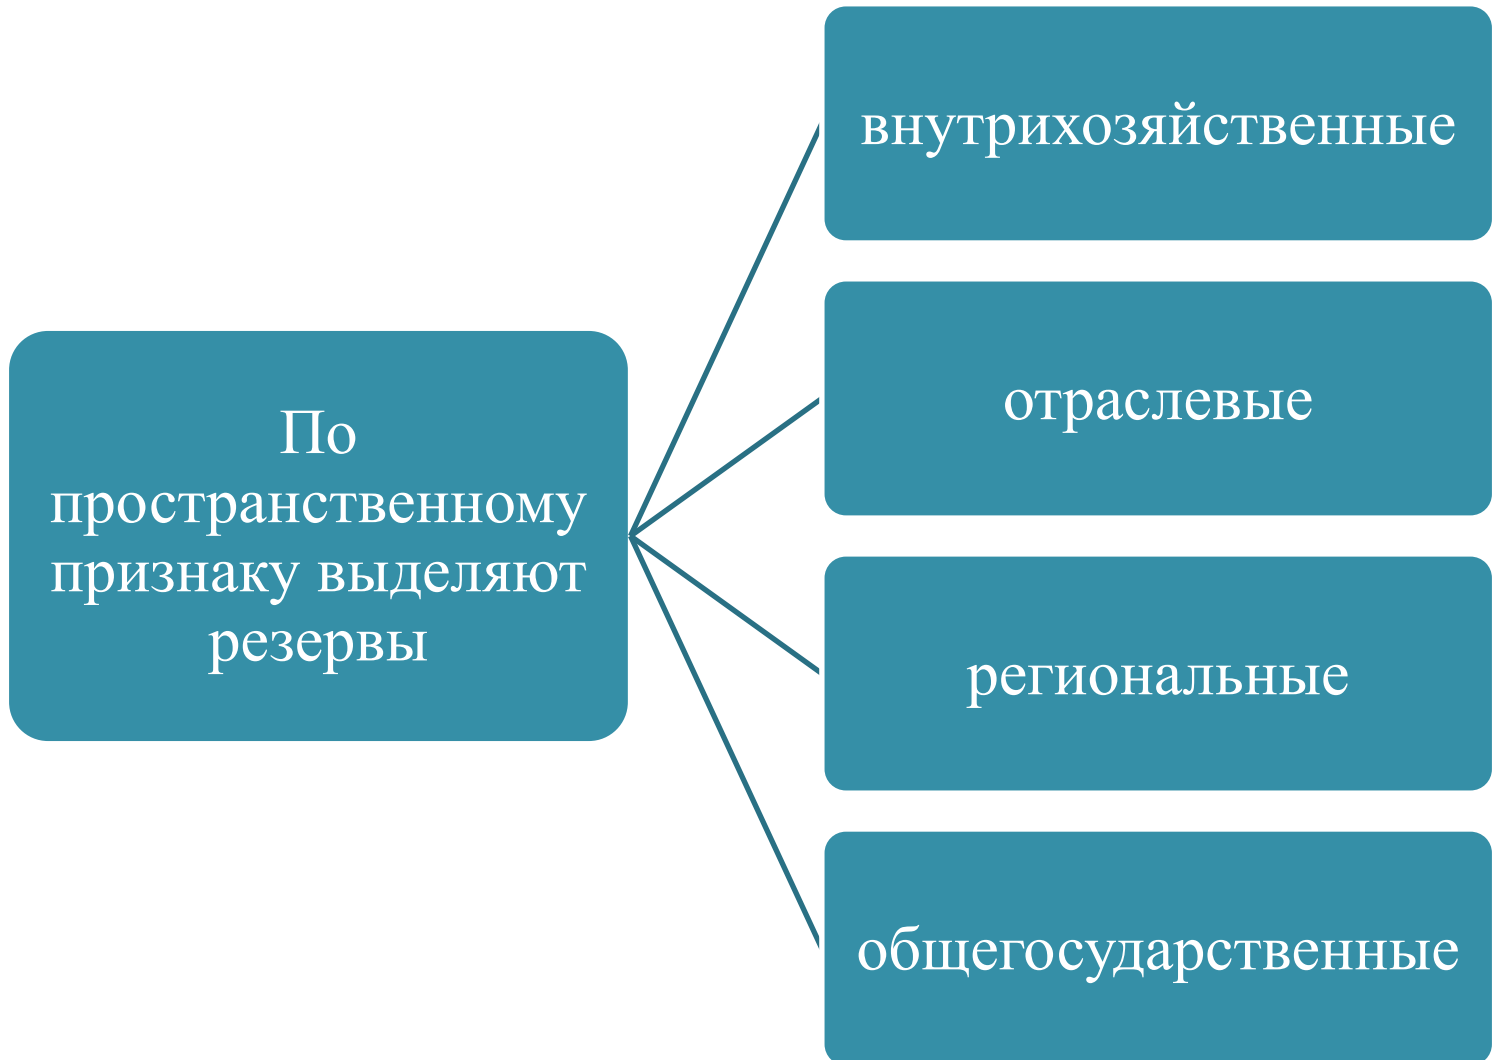 По
пространственному
признаку выделяют
резервы
внутрихозяйственные
отраслевые
региональные
общегосударственные